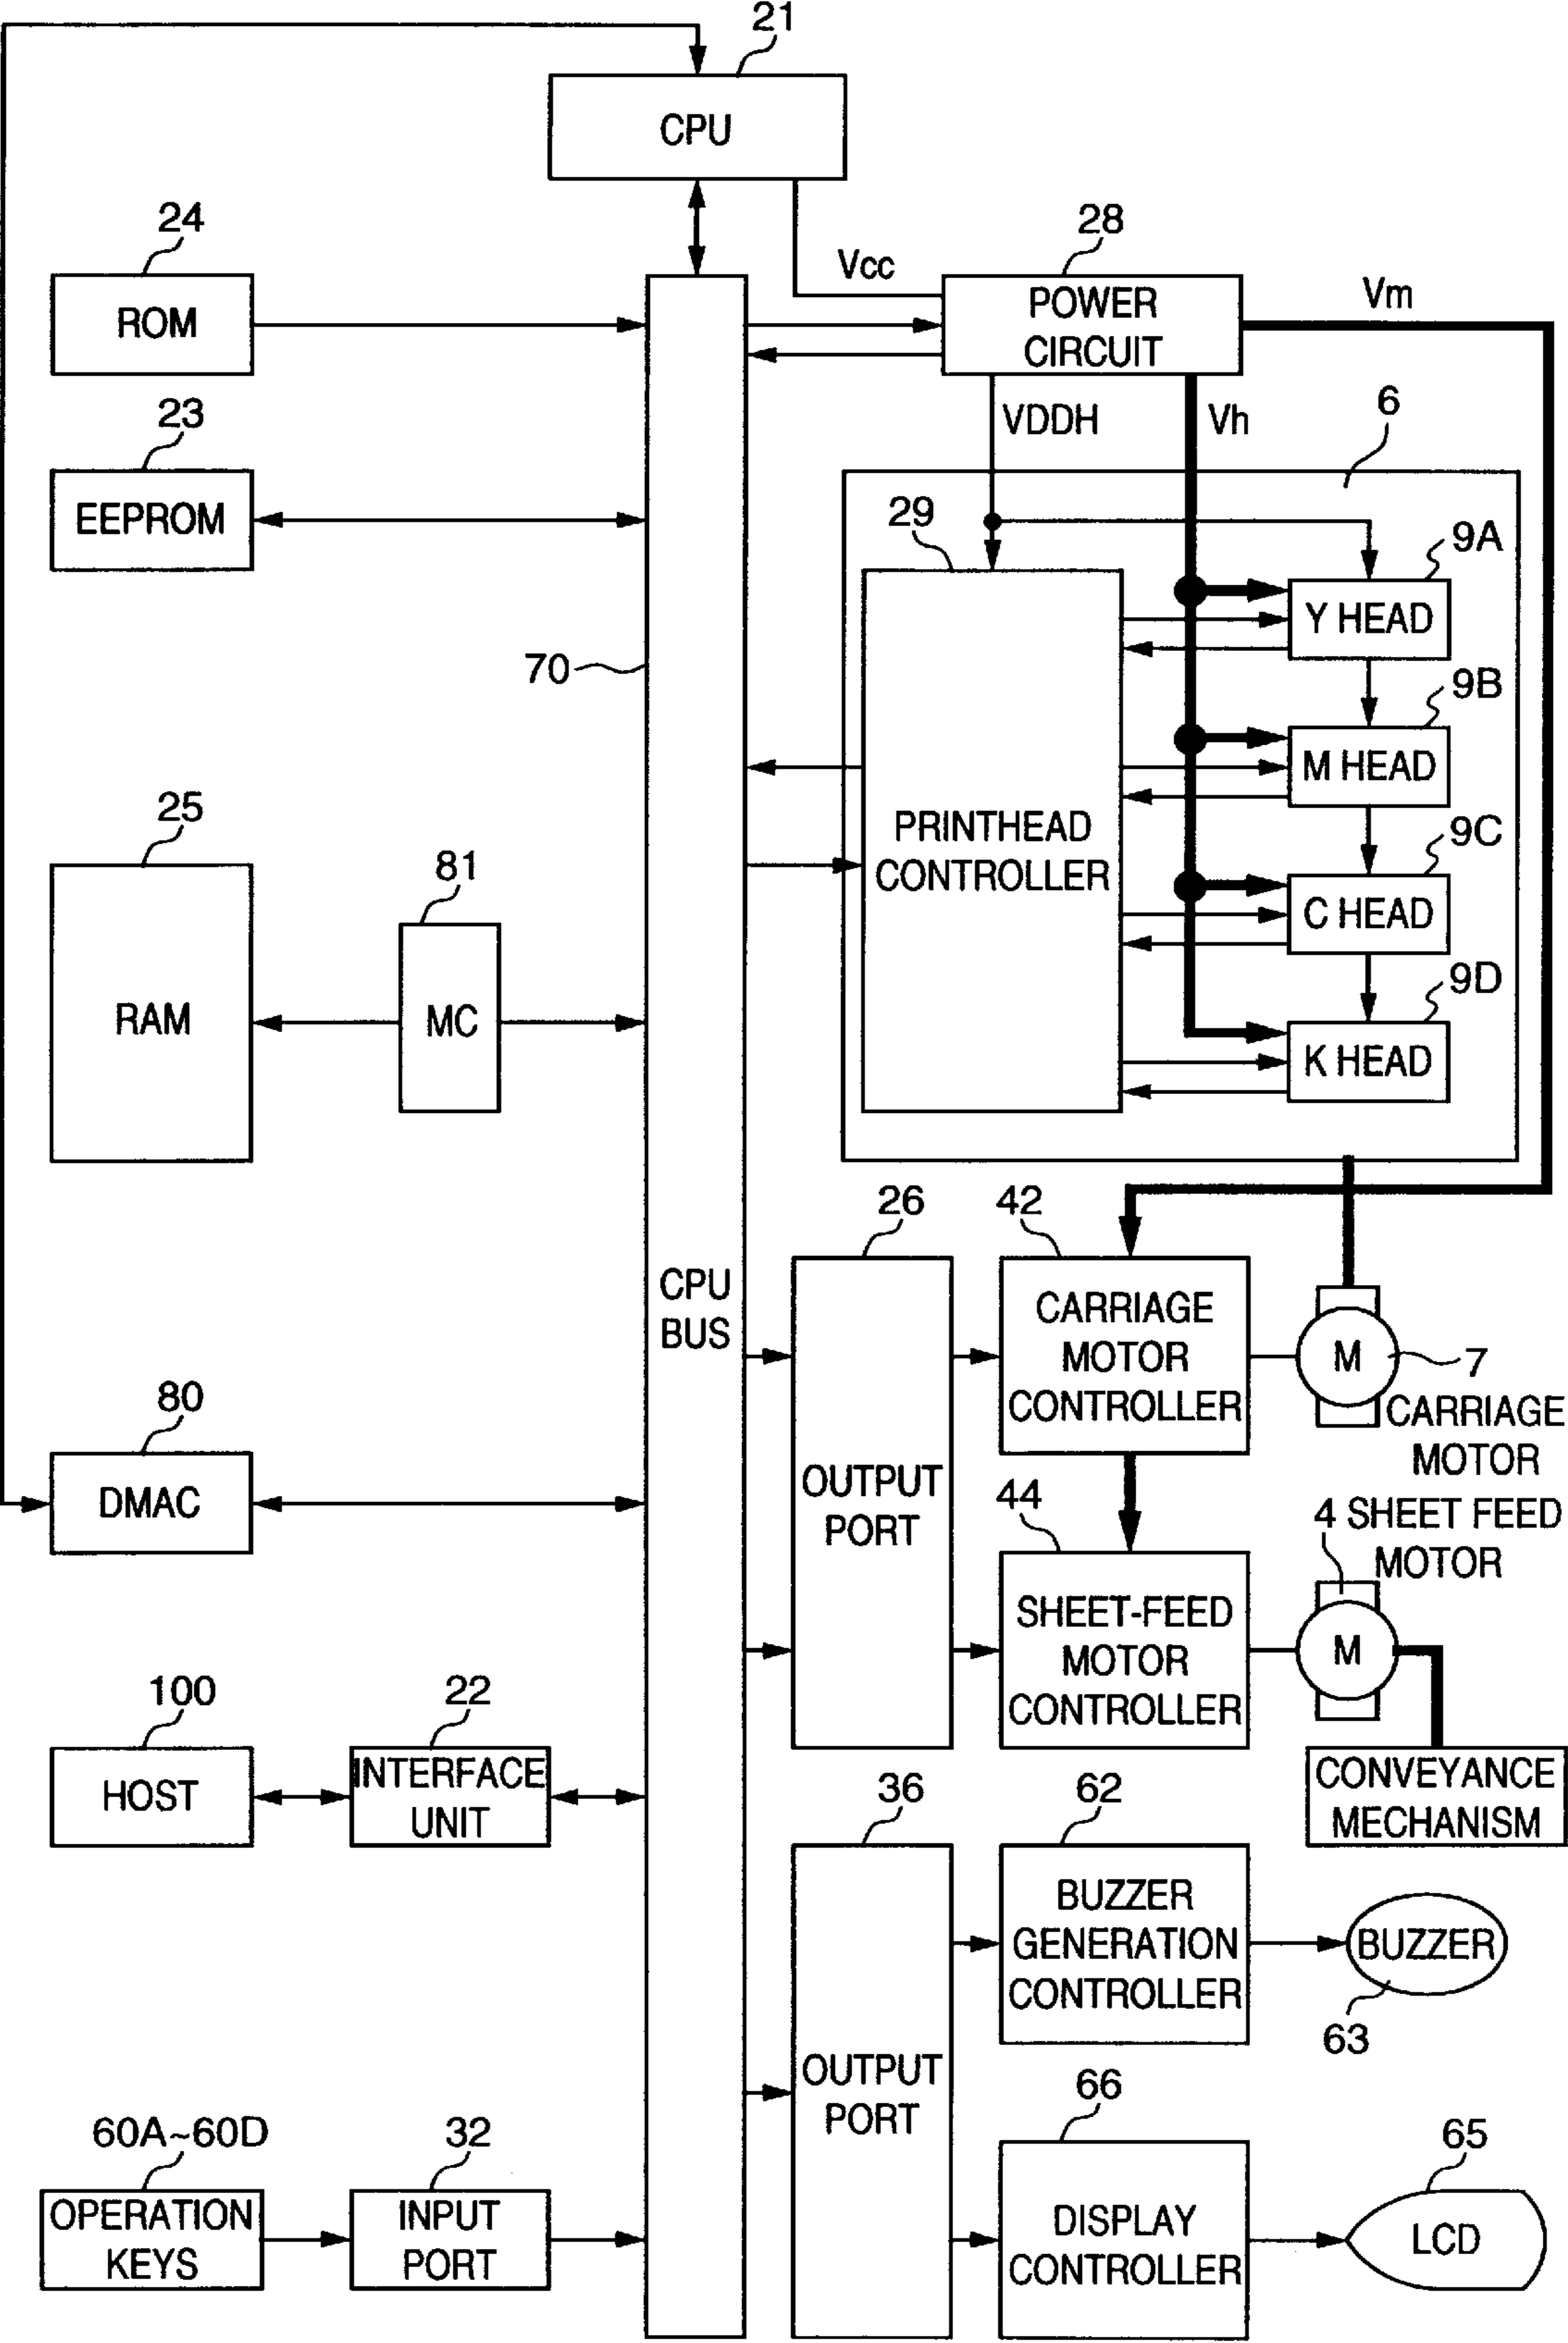 21
CPU
24
ROM
Vcc
28
POWER
CIRCUIT
Vm
23
EEPROM
VDDH
Vh
6
29
9A
Y HEAD
70
9B
M HEAD
25
RAM
81
MC
PRINTHEAD
CONTROLLER
9C
C HEAD
9D
K HEAD
CPU
BUS
26
OUTPUT
PORT
42
CARRIAGE
MOTOR
CONTROLLER
M
7
CARRIAGE
MOTOR
80
DMAC
44
SHEET-FEED
MOTOR
CONTROLLER
4 SHEET FEED
MOTOR
M
CONVEYANCE
MECHANISM
100
HOST
22
INTERFACE
UNIT
36
OUTPUT
PORT
62
BUZZER
GENERATION
CONTROLLER
BUZZER
63
60A~60D
OPERATION
KEYS
32
INPUT
PORT
66
DISPLAY
CONTROLLER
65
LCD